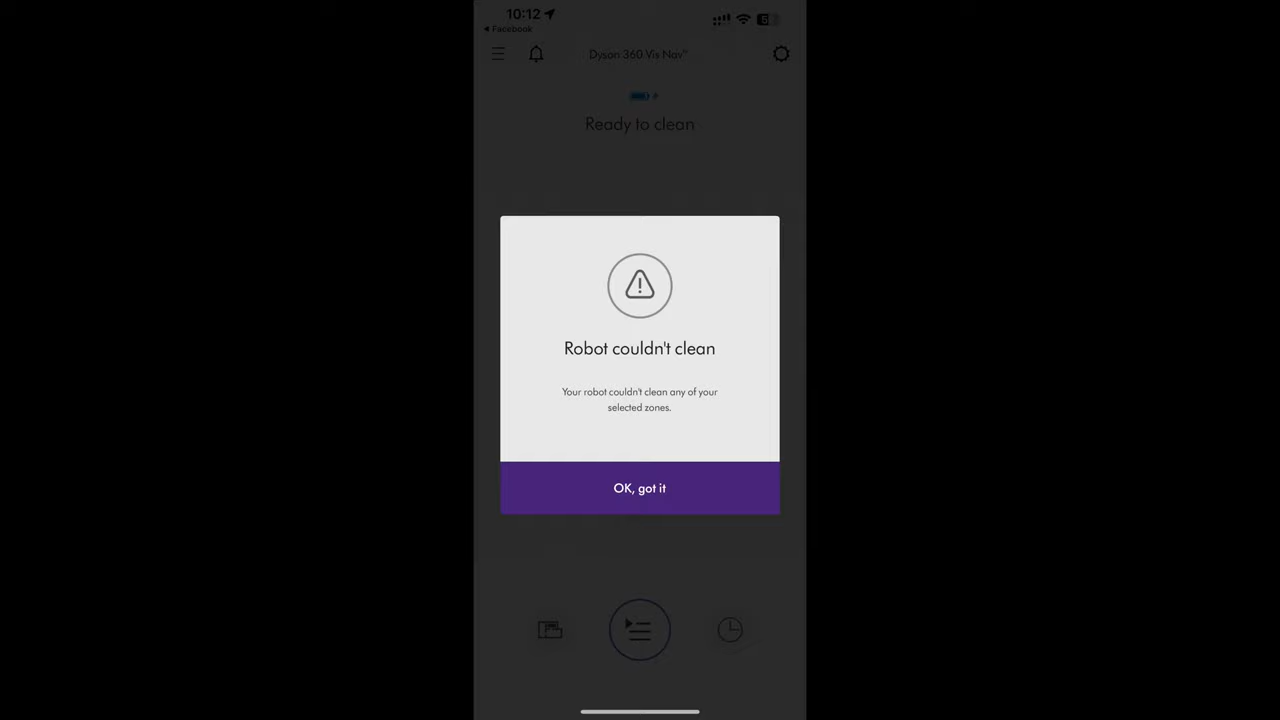 10:12
Facebook
Dyson 360 Vis Nav™
Ready to clean
Robot couldn't clean
Your robot couldn't clean any of your
selected zones.
OK, got it